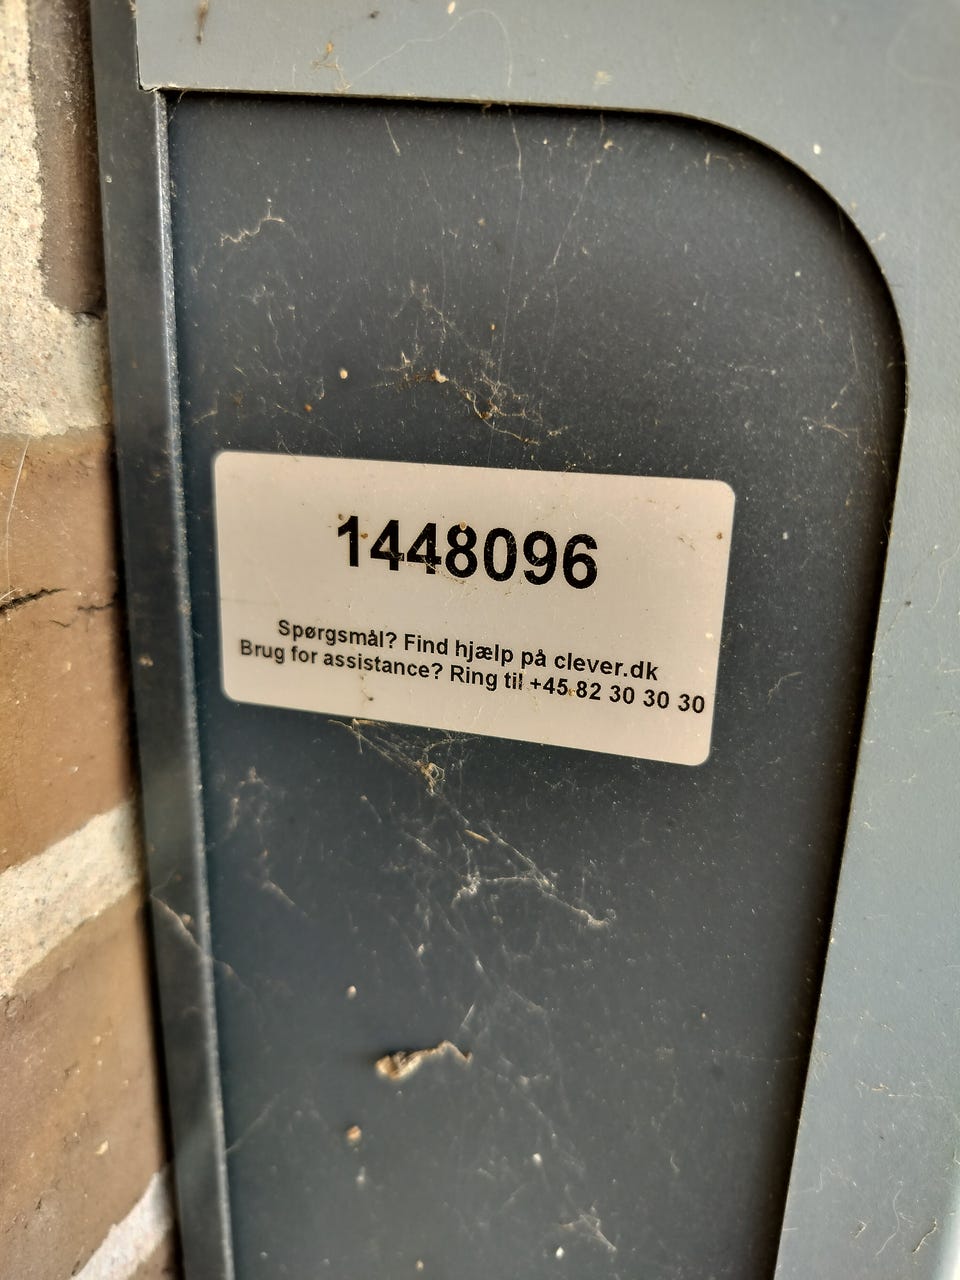 1448096
Spørgsmål? Find hjælp på clever.dk
Brug for assistance? Ring til +45 82 30 30 30